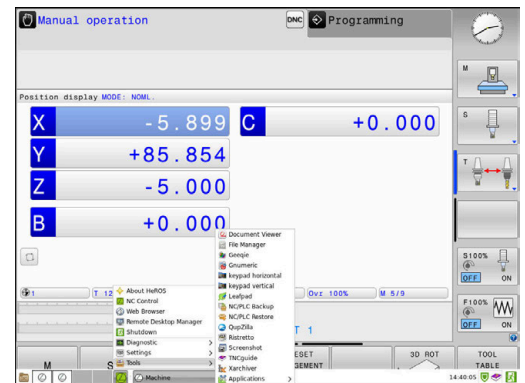 Manual operation
DNC
Programming
Position display MODE: NOML.
X -5.899
C +0.000
Y +85.854
Z -5.000
B +0.000
M
S
T
S100%
OFF ON
F100%
OFF ON
1
T 12
Ovr 100%
M 5/9
T 1
M
S
ESET
GEMENT
3D ROT
TOOL
TABLE
About HeROS
NC Control
Web Browser
Remote Desktop Manager
Shutdown
Diagnostic
Settings
Tools
Document Viewer
File Manager
Geeqie
Gnumeric
keypad horizontal
keypad vertical
Leafpad
NC/PLC Backup
NC/PLC Restore
QupZilla
Ristretto
Screenshot
TNCguide
Xarchiver
Applications
Machine
14:40:05